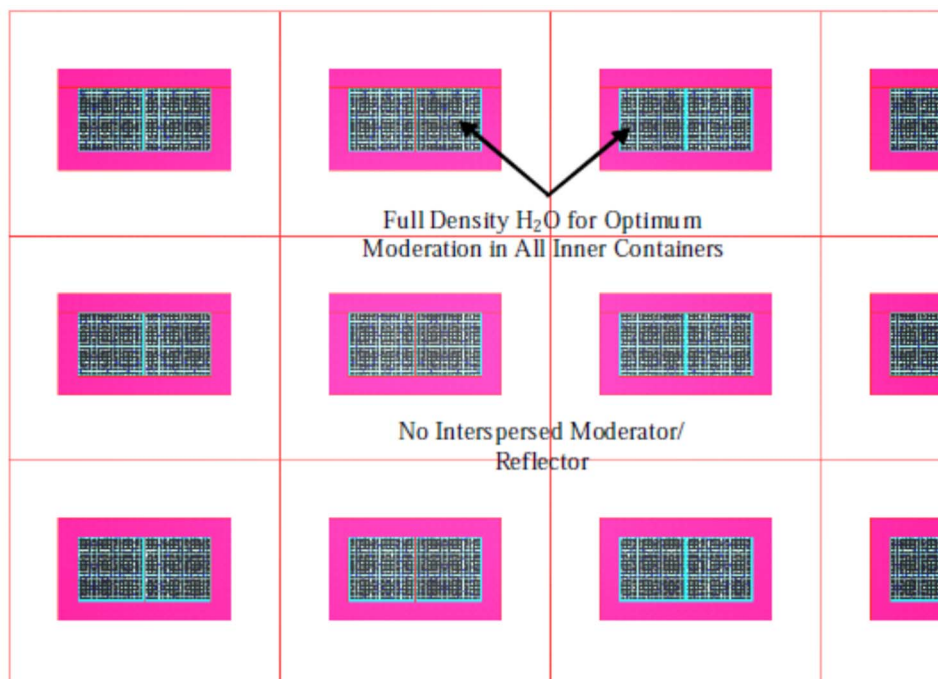 Full Density H₂O for Optimum
Moderation in All Inner Containers
No Interspersed Moderator/
Reflector